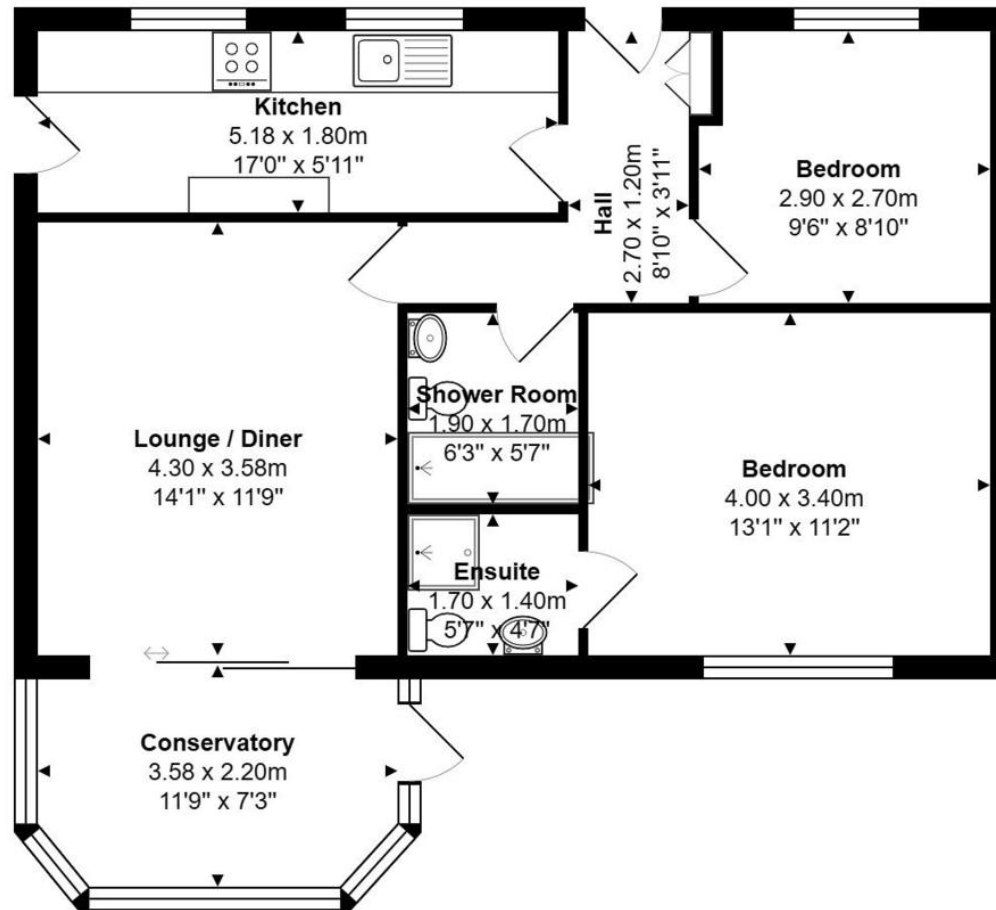 Kitchen
5.18 x 1.80m
17'0" x 5'11"
Hall
2.70 x 1.20m
8'10" x 3'11"
Bedroom
2.90 x 2.70m
9'6" x 8'10"
Lounge / Diner
4.30 x 3.58m
14'1" x 11'9"
Shower Room
1.90 x 1.70m
6'3" x 5'7"
Bedroom
4.00 x 3.40m
13'1" x 11'2"
Ensuite
1.70 x 1.40m
5'7" x 4'7"
Conservatory
3.58 x 2.20m
11'9" x 7'3"